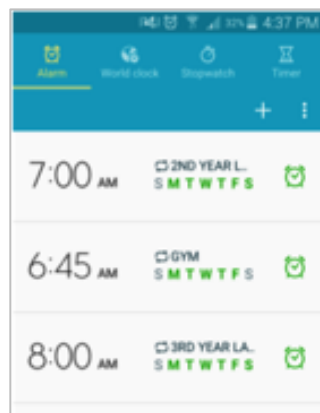 32% 4:37 PM
Alarm World clock Stopwatch Timer
+
7:00 AM
2ND YEAR L..
S M T W T F S
6:45 AM
GYM
S M T W T F S
8:00 AM
3RD YEAR LA..
S M T W T F S